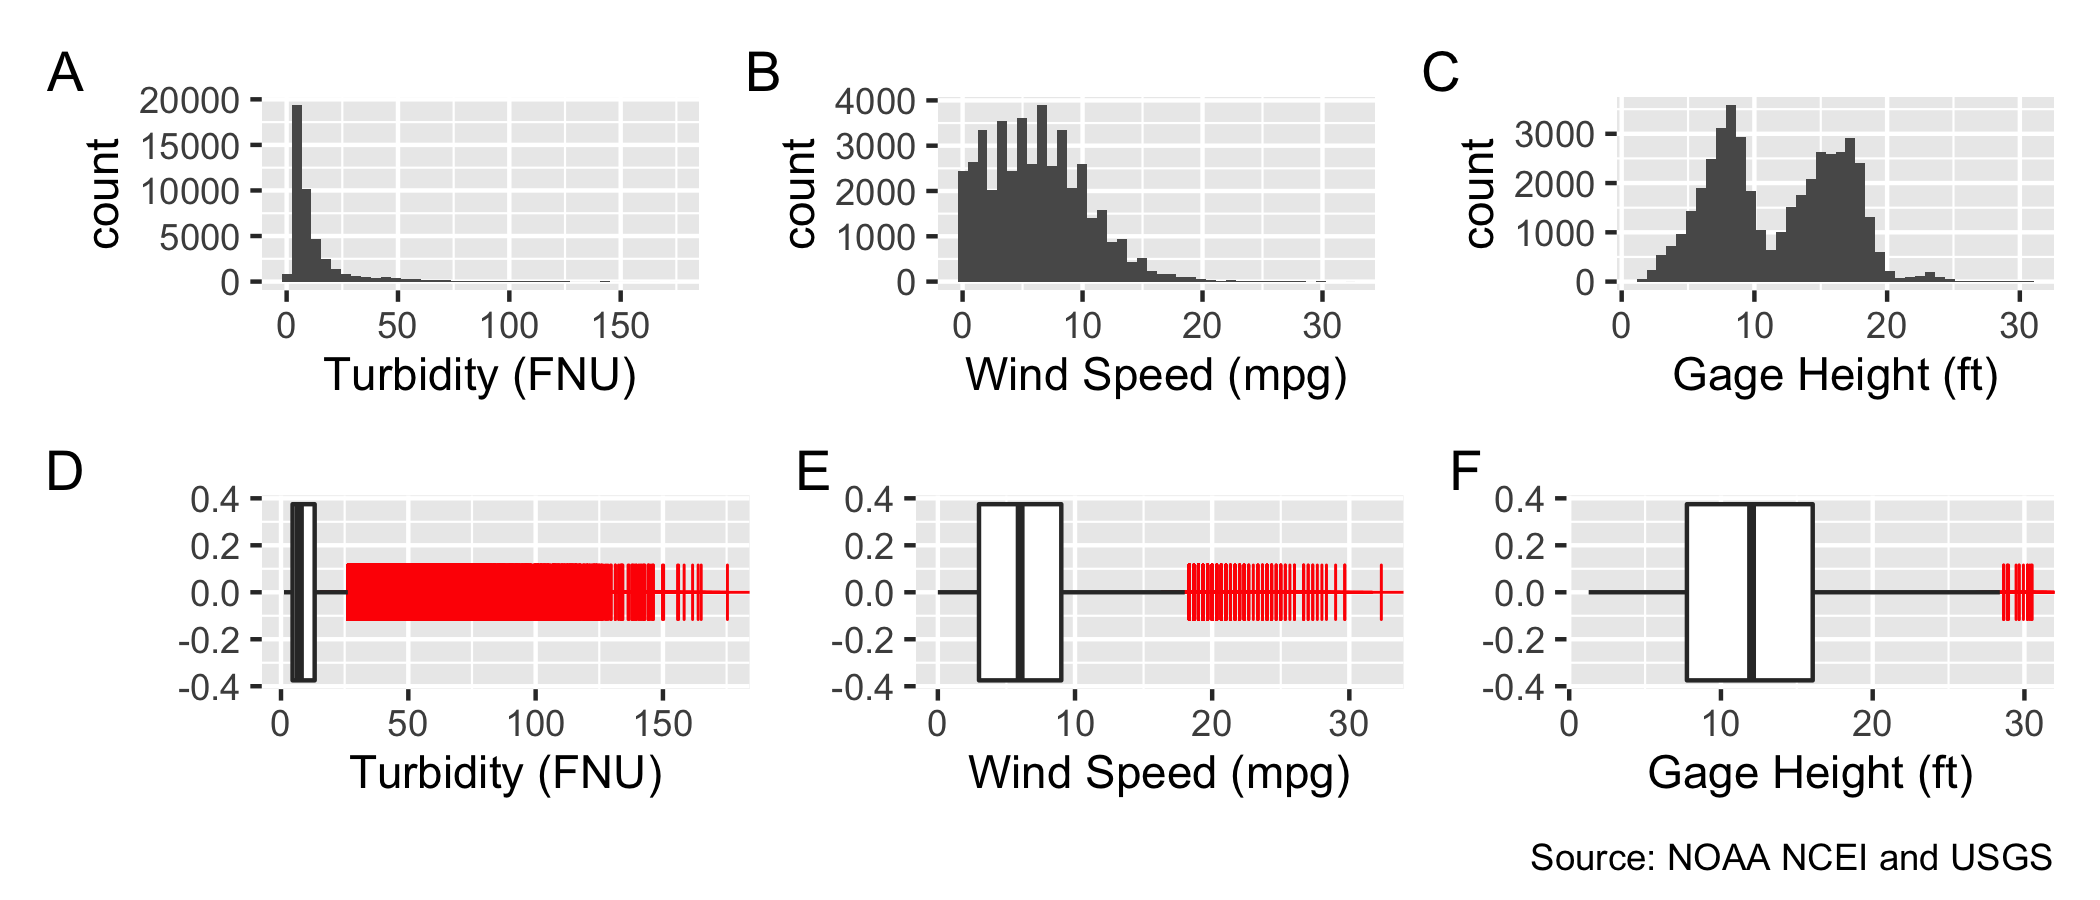 A
B
C
20000
15000
10000
5000
0
count
0 50 100 150
Turbidity (FNU)
4000
3000
2000
1000
0
count
0 10 20 30
Wind Speed (mpg)
3000
2000
1000
0
count
0 10 20 30
Gage Height (ft)
D
E
F
0.4
0.2
0.0
-0.2
-0.4
0 50 100 150
Turbidity (FNU)
0.4
0.2
0.0
-0.2
-0.4
0 10 20 30
Wind Speed (mpg)
0.4
0.2
0.0
-0.2
-0.4
0 10 20 30
Gage Height (ft)
Source: NOAA NCEI and USGS